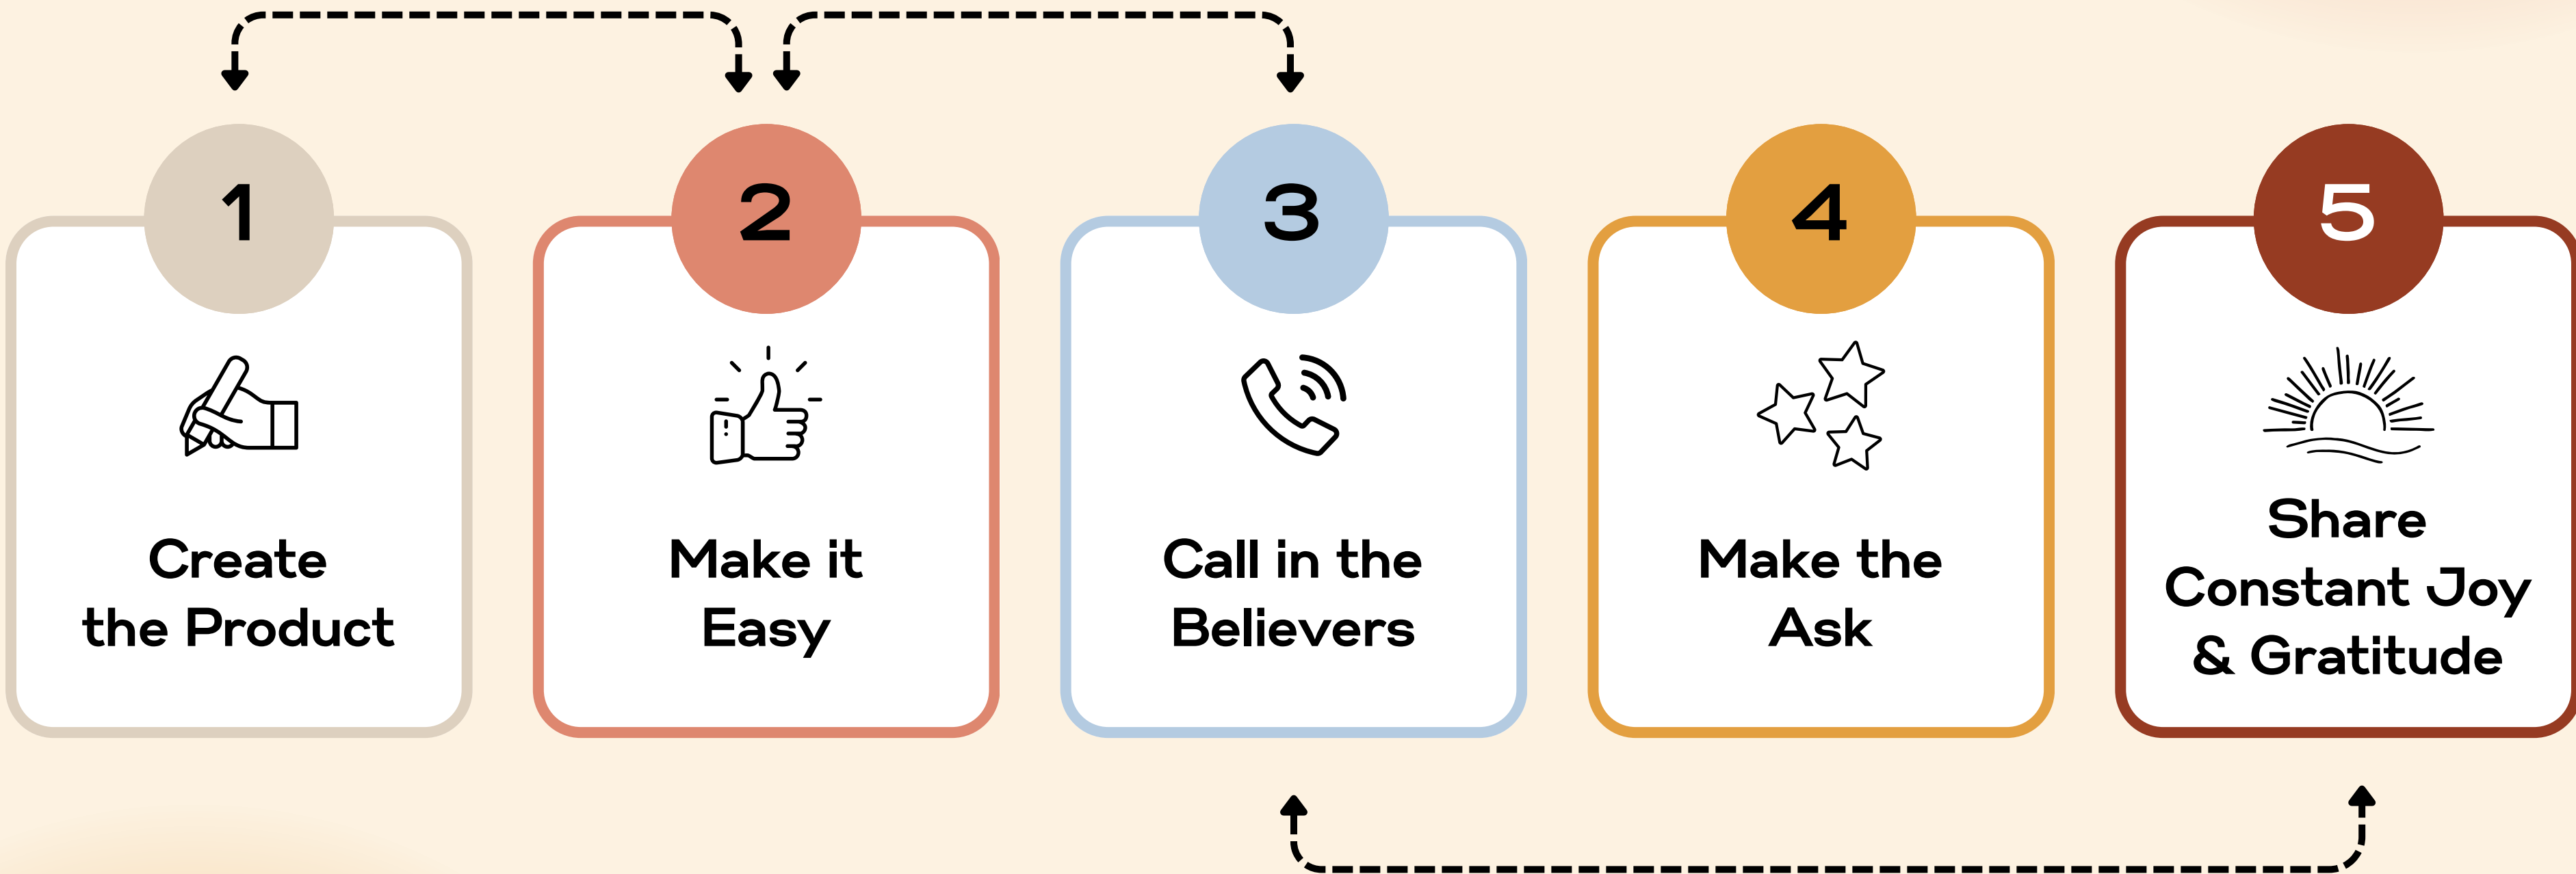 1
Create
the Product
2
Make it
Easy
3
Call in the
Believers
4
Make the
Ask
5
Share
Constant Joy
& Gratitude